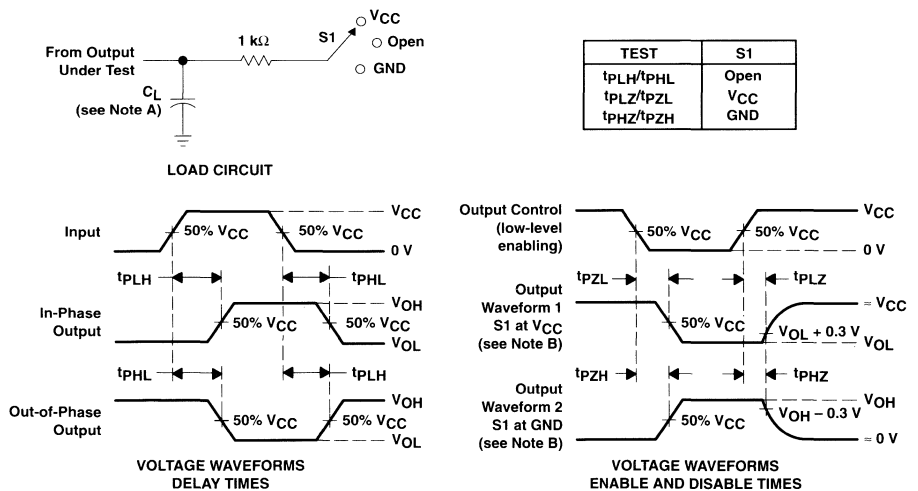 From Output
Under Test
1 kΩ
S1
VCC
Open
GND
CL
(see Note A)
LOAD CIRCUIT
TEST S1
tPLH/tPHL Open
tPLZ/tPZL VCC
tPHZ/tPZH GND
Input
50% VCC
50% VCC
VCC
0 V
tPLH
tPHL
In-Phase
Output
50% VCC
50% VCC
VOH
VOL
tPHL
tPLH
Out-of-Phase
Output
50% VCC
50% VCC
VOH
VOL
VOLTAGE WAVEFORMS
DELAY TIMES
Output Control
(low-level
enabling)
50% VCC
50% VCC
VCC
0 V
tPZL
tPLZ
Output
Waveform 1
S1 at VCC
(see Note B)
50% VCC
≈ VCC
VOL + 0.3 V
VOL
tPZH
tPHZ
Output
Waveform 2
S1 at GND
(see Note B)
50% VCC
VOH
VOH − 0.3 V
≈ 0 V
VOLTAGE WAVEFORMS
ENABLE AND DISABLE TIMES